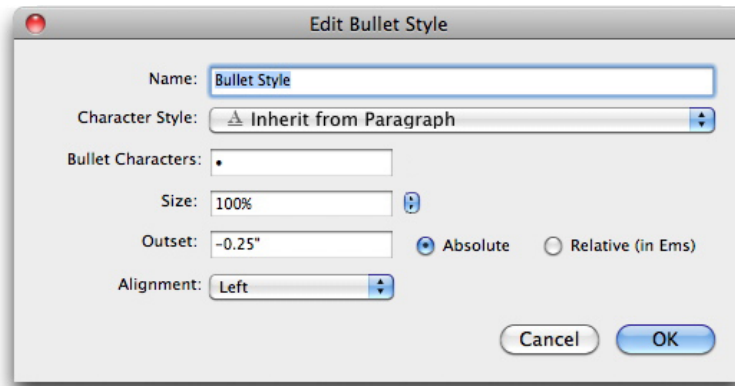 Edit Bullet Style
Name: Bullet Style
Character Style: A Inherit from Paragraph
Bullet Characters: •
Size: 100%
Outset: -0.25" Absolute Relative (in Ems)
Alignment: Left
Cancel OK